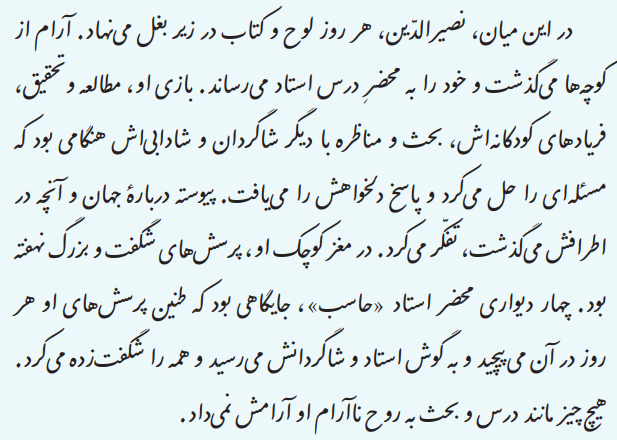 در این میان، نصیرالدّین، هر روز لوح و کتاب در زیر بغل می‌نهاد. آرام از
کوچه‌ها می‌گذشت و خود را به محضرِ درس استاد می‌رساند. بازی او، مطالعه و تحقیق،
فریادهای کودکانه‌اش، بحث و مناظره با دیگر شاگردان و شادابی‌اش هنگامی بود که
مسئله‌ای را حل می‌کرد و پاسخ دلخواهش را می‌یافت. پیوسته دربارهٔ جهان و آنچه در
اطرافش می‌گذشت، تفکّر می‌کرد. در مغز کوچک او، پرسش‌های شگفت و بزرگ نهفته
بود. چهار دیواری محضر استاد «حاسب»، جایگاهی بود که طنین پرسش‌های او هر
روز در آن می‌پیچید و به گوش استاد و شاگردانش می‌رسید و همه را شگفت‌زده می‌کرد.
هیچ چیز مانند درس و بحث به روح ناآرام او آرامش نمی‌داد.